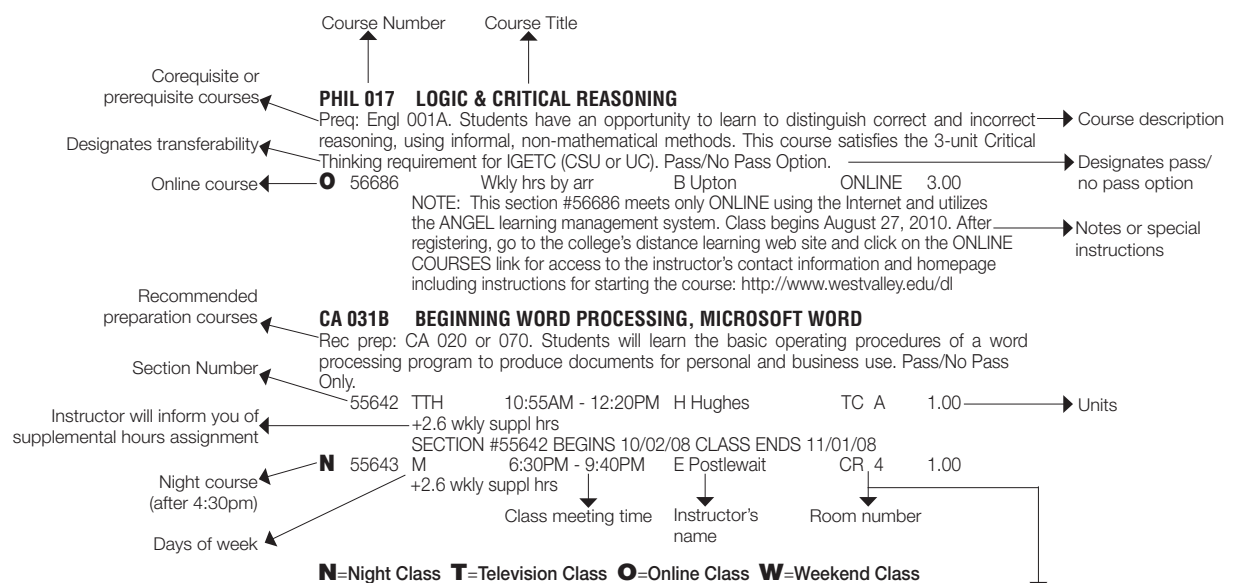 Course Number Course Title
Corequisite or
prerequisite courses
PHIL 017 LOGIC & CRITICAL REASONING
Preq: Engl 001A. Students have an opportunity to learn to distinguish correct and incorrect
reasoning, using informal, non-mathematical methods. This course satisfies the 3-unit Critical
Thinking requirement for IGETC (CSU or UC). Pass/No Pass Option.
Course description
Designates transferability
Designates pass/
no pass option
Online course
O 56686 Wkly hrs by arr B Upton ONLINE 3.00
NOTE: This section #56686 meets only ONLINE using the Internet and utilizes
the ANGEL learning management system. Class begins August 27, 2010. After
registering, go to the college's distance learning web site and click on the ONLINE
COURSES link for access to the instructor's contact information and homepage
including instructions for starting the course: http://www.westvalley.edu/dl
Notes or special
instructions
Recommended
preparation courses
CA 031B BEGINNING WORD PROCESSING, MICROSOFT WORD
Rec prep: CA 020 or 070. Students will learn the basic operating procedures of a word
processing program to produce documents for personal and business use. Pass/No Pass
Only.
Section Number
55642 TTH 10:55AM - 12:20PM H Hughes TC A 1.00
Units
+2.6 wkly suppl hrs
Instructor will inform you of
supplemental hours assignment
SECTION #55642 BEGINS 10/02/08 CLASS ENDS 11/01/08
N 55643 M 6:30PM - 9:40PM E Postlewait CR 4 1.00
+2.6 wkly suppl hrs
Night course
(after 4:30pm)
Class meeting time
Instructor's
name
Room number
Days of week
N=Night Class T=Television Class O=Online Class W=Weekend Class